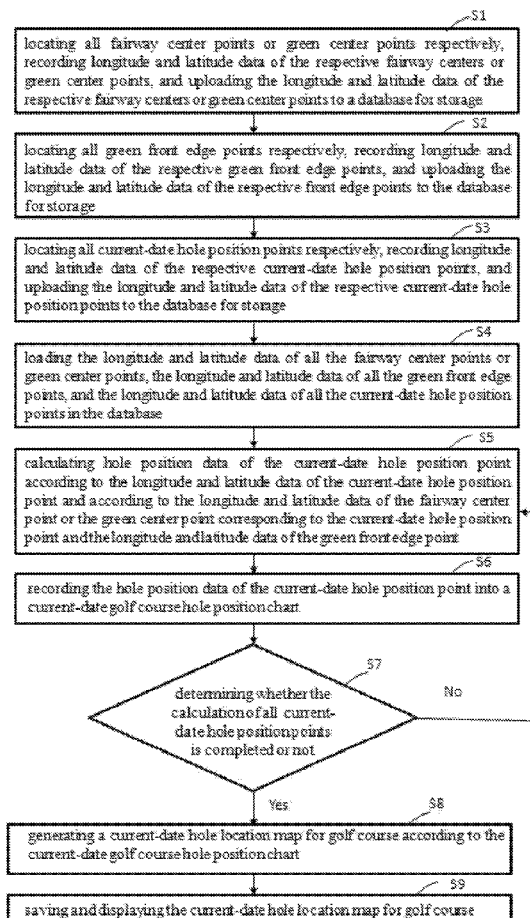 S1
locating all fairway center points or green center points respectively,
recording longitude and latitude data of the respective fairway centers or
green center points, and uploading the longitude and latitude data of the
respective fairway centers or green center points to a database for storage
S2
locating all green front edge points respectively, recording longitude and
latitude data of the respective green front edge points, and uploading the
longitude and latitude data of the respective front edge points to the database
for storage
S3
locating all current-date hole position points respectively, recording longitude
and latitude data of the respective current-date hole position points, and
uploading the longitude and latitude data of the respective current-date hole
position points to the database for storage
S4
loading the longitude and latitude data of all the fairway center points or
green center points, the longitude and latitude data of all the green front edge
points, and the longitude and latitude data of all the current-date hole position
points in the database
S5
calculating hole position data of the current-date hole position point
according to the longitude and latitude data of the current-date hole position
point and according to the longitude and latitude data of the fairway center
point or the green center point corresponding to the current-date hole position
point and the longitude and latitude data of the green front edge point
S6
recording the hole position data of the current-date hole position point into a
current-date golf course hole position chart
S7
determining whether the
calculation of all current-
date hole position points
is completed or not
No
Yes
S8
generating a current-date hole location map for golf course according to the
current-date golf course hole position chart
S9
saving and displaying the current-date hole location map for golf course